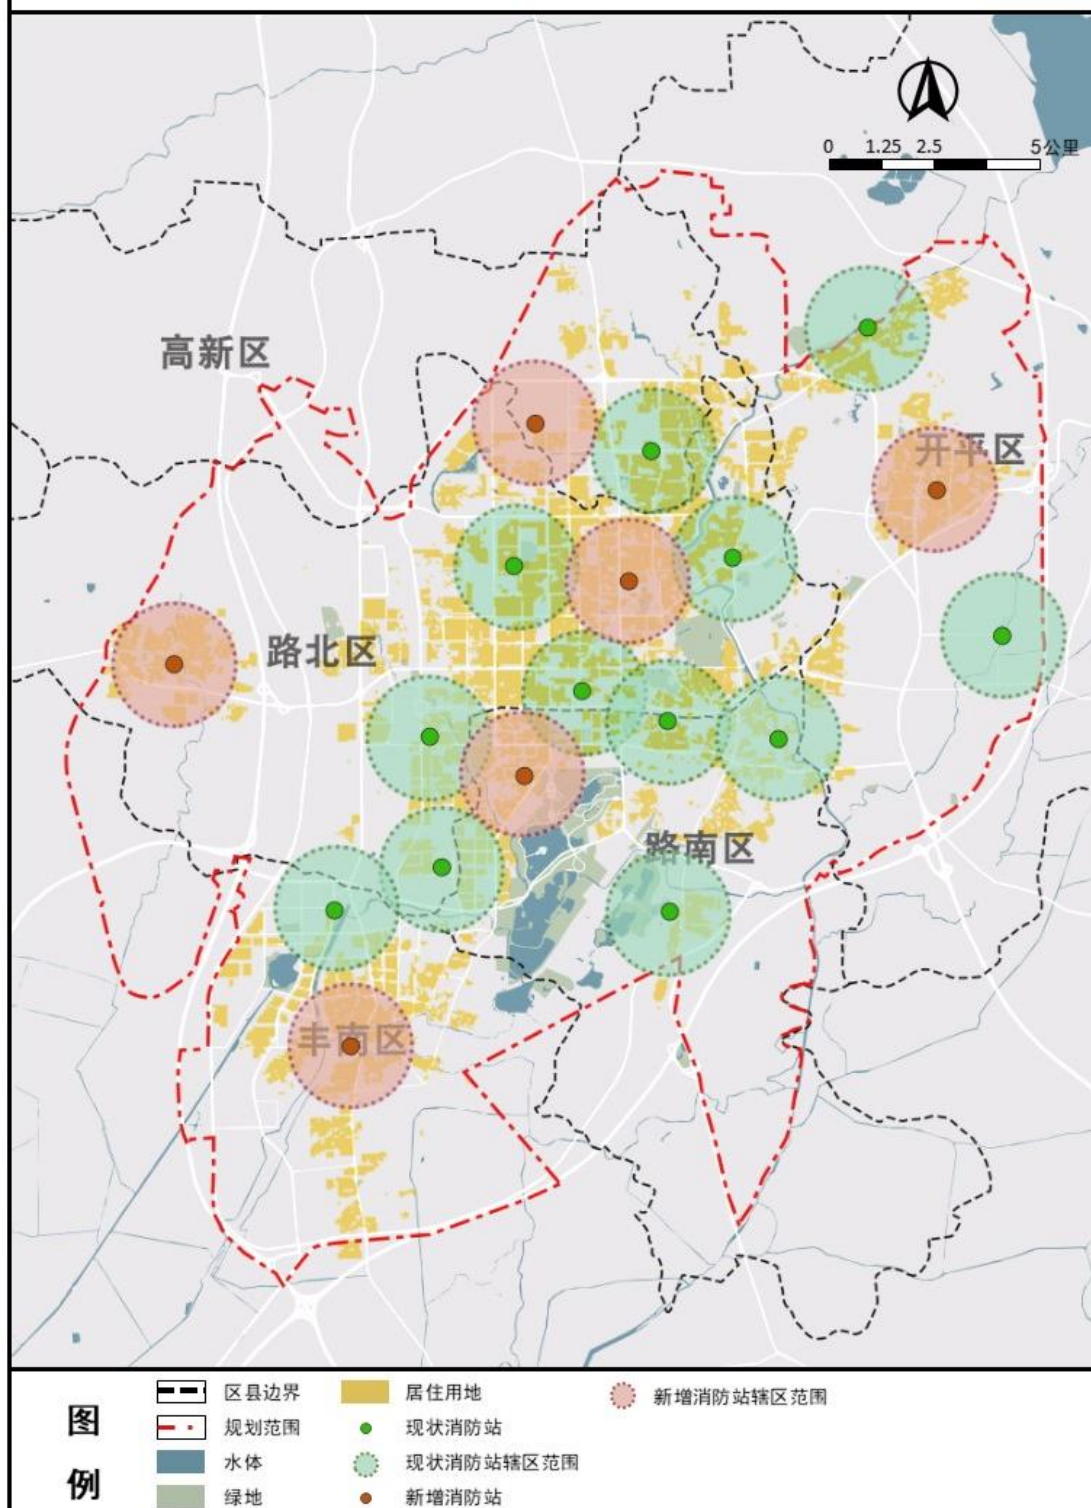 0 1.25 2.5 5公里
高新区
开平区
路北区
路南区
丰南区
图例
区县边界
规划范围
水体
绿地
居住用地
现状消防站
现状消防站辖区范围
新增消防站
新增消防站辖区范围